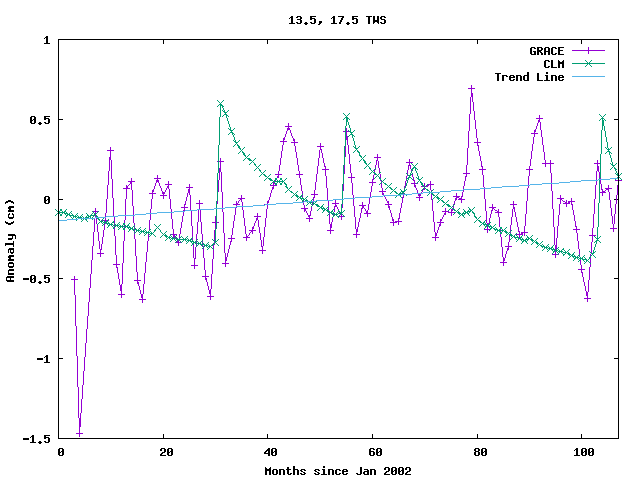 13.5, 17.5 TWS
GRACE
CLM
Trend Line
1
0.5
0
-0.5
-1
-1.5
Anomaly (cm)
0 20 40 60 80 100
Months since Jan 2002